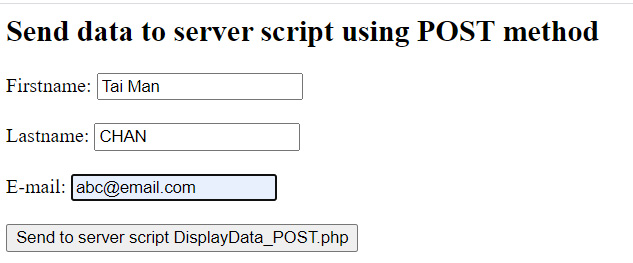 Send data to server script using POST method
Firstname: Tai Man
Lastname: CHAN
E-mail: abc@email.com
Send to server script DisplayData_POST.php